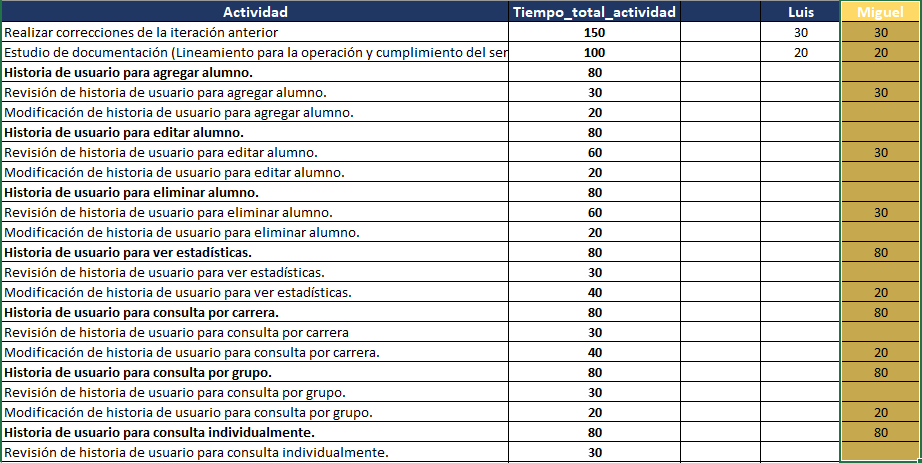 Actividad Tiempo_total_actividad Luis Miguel
Realizar correcciones de la iteración anterior 150 30 30
Estudio de documentación (Lineamiento para la operación y cumplimiento del ser 100 20 20
Historia de usuario para agregar alumno. 80
Revisión de historia de usuario para agregar alumno. 30 30
Modificación de historia de usuario para agregar alumno. 20
Historia de usuario para editar alumno. 80
Revisión de historia de usuario para editar alumno. 60 30
Modificación de historia de usuario para editar alumno. 20
Historia de usuario para eliminar alumno. 80
Revisión de historia de usuario para eliminar alumno. 60 30
Modificación de historia de usuario para eliminar alumno. 20
Historia de usuario para ver estadísticas. 80 80
Revisión de historia de usuario para ver estadísticas. 30
Modificación de historia de usuario para ver estadísticas. 40 20
Historia de usuario para consulta por carrera. 80 80
Revisión de historia de usuario para consulta por carrera 30
Modificación de historia de usuario para consulta por carrera. 40 20
Historia de usuario para consulta por grupo. 80 80
Revisión de historia de usuario para consulta por grupo. 30
Modificación de historia de usuario para consulta por grupo. 20 20
Historia de usuario para consulta individualmente. 80 80
Revisión de historia de usuario para consulta individualmente. 30